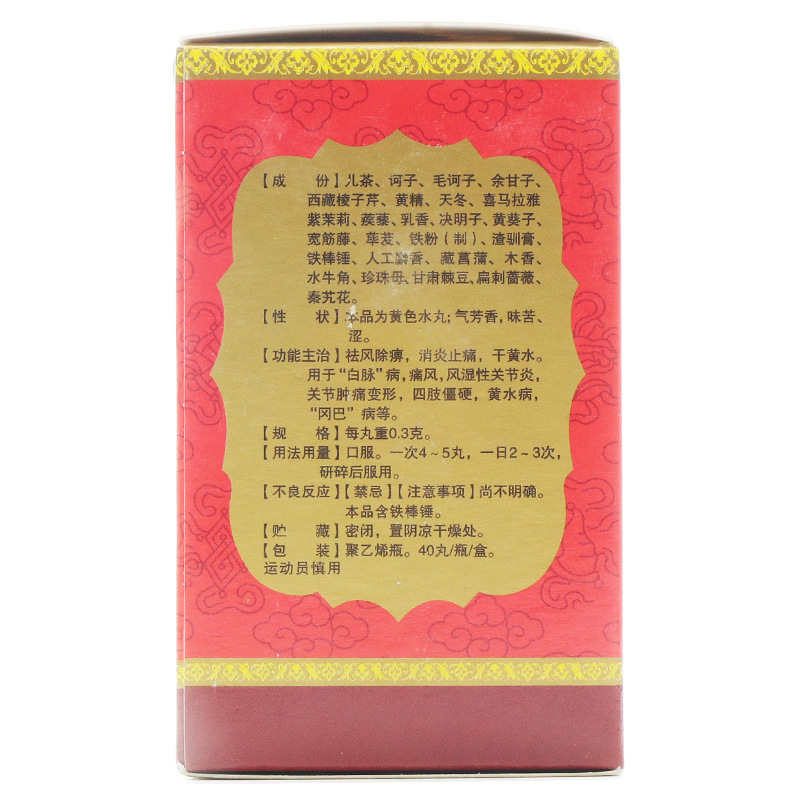 【成　份】儿茶、诃子、毛诃子、余甘子、
西藏棱子芹、黄精、天冬、喜马拉雅
紫茉莉、蒺藜、乳香、决明子、黄葵子、
宽筋藤、荜茇、铁粉（制）、渣驯膏、
铁棒锤、人工麝香、藏菖蒲、木香、
水牛角、珍珠母、甘肃棘豆、扁刺蔷薇、
秦艽花。
【性　状】本品为黄色水丸；气芳香，味苦、
涩。
【功能主治】祛风除痹，消炎止痛，干黄水。
用于“白脉”病，痛风，风湿性关节炎，
关节肿痛变形，四肢僵硬，黄水病，
“冈巴”病等。
【规　格】每丸重0.3克。
【用法用量】口服。一次4～5丸，一日2～3次，
研碎后服用。
【不良反应】【禁忌】【注意事项】尚不明确。
本品含铁棒锤。
【贮　藏】密闭，置阴凉干燥处。
【包　装】聚乙烯瓶。40丸/瓶/盒。
运动员慎用